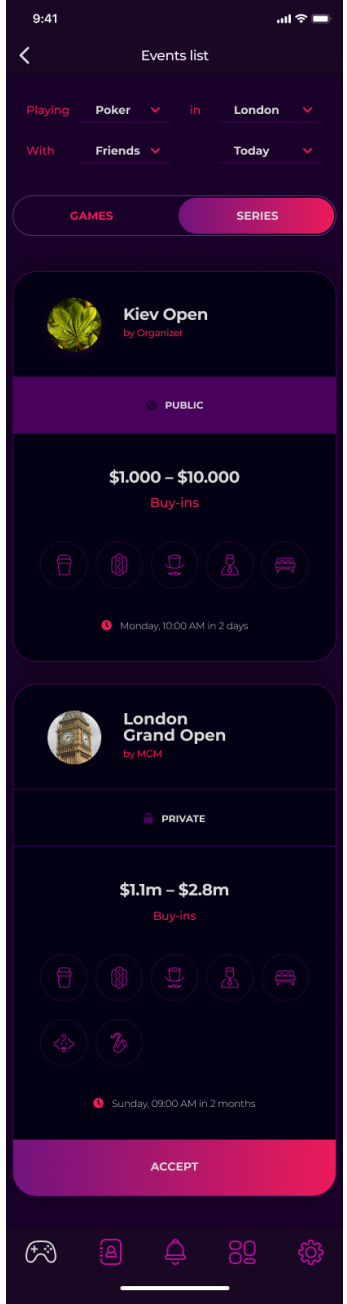 9:41
Events list
Playing Poker in London
With Friends Today
GAMES SERIES
Kiev Open
by Organizer
PUBLIC
$1.000 – $10.000
Buy-ins
Monday, 10:00 AM in 2 days
London
Grand Open
by MGM
PRIVATE
$1.1m – $2.8m
Buy-ins
Sunday, 09:00 AM in 2 months
ACCEPT